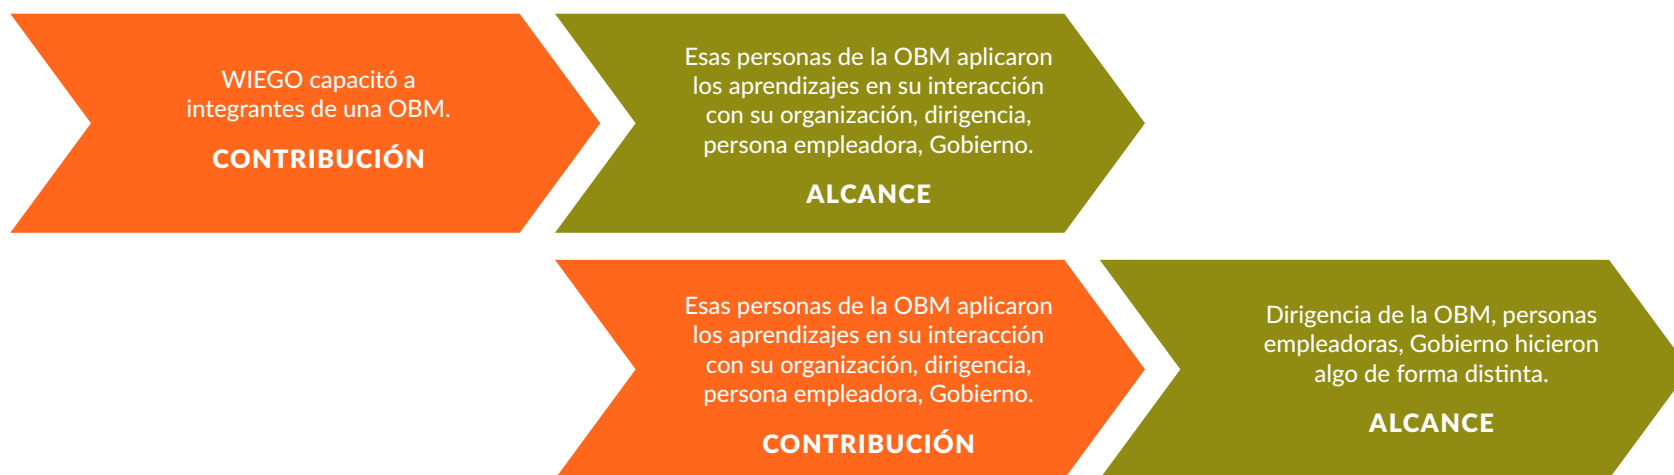 WIEGO capacitó a
integrantes de una OBM.
CONTRIBUCIÓN
Esas personas de la OBM aplicaron
los aprendizajes en su interacción
con su organización, dirigencia,
persona empleadora, Gobierno.
ALCANCE
Esas personas de la OBM aplicaron
los aprendizajes en su interacción
con su organización, dirigencia,
persona empleadora, Gobierno.
CONTRIBUCIÓN
Dirigencia de la OBM, personas
empleadoras, Gobierno hicieron
algo de forma distinta.
ALCANCE